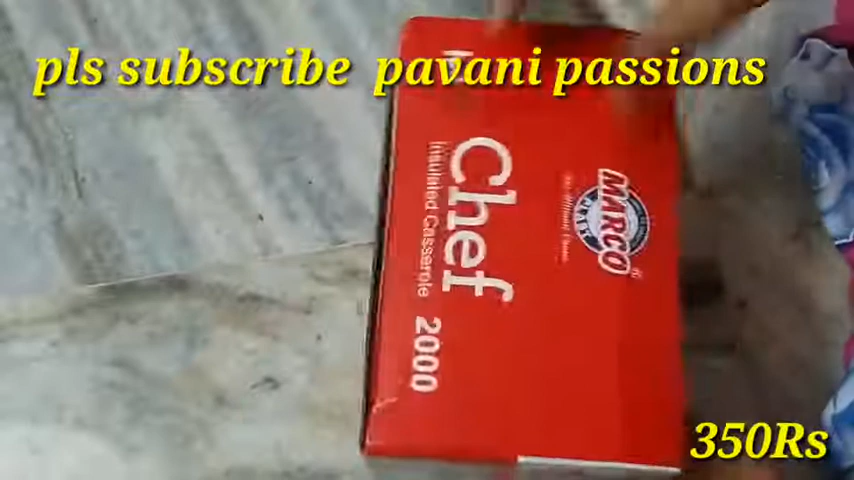 pls subscribe pavani passions
Chef
Insulated Casserole 2000
MARCO
350Rs